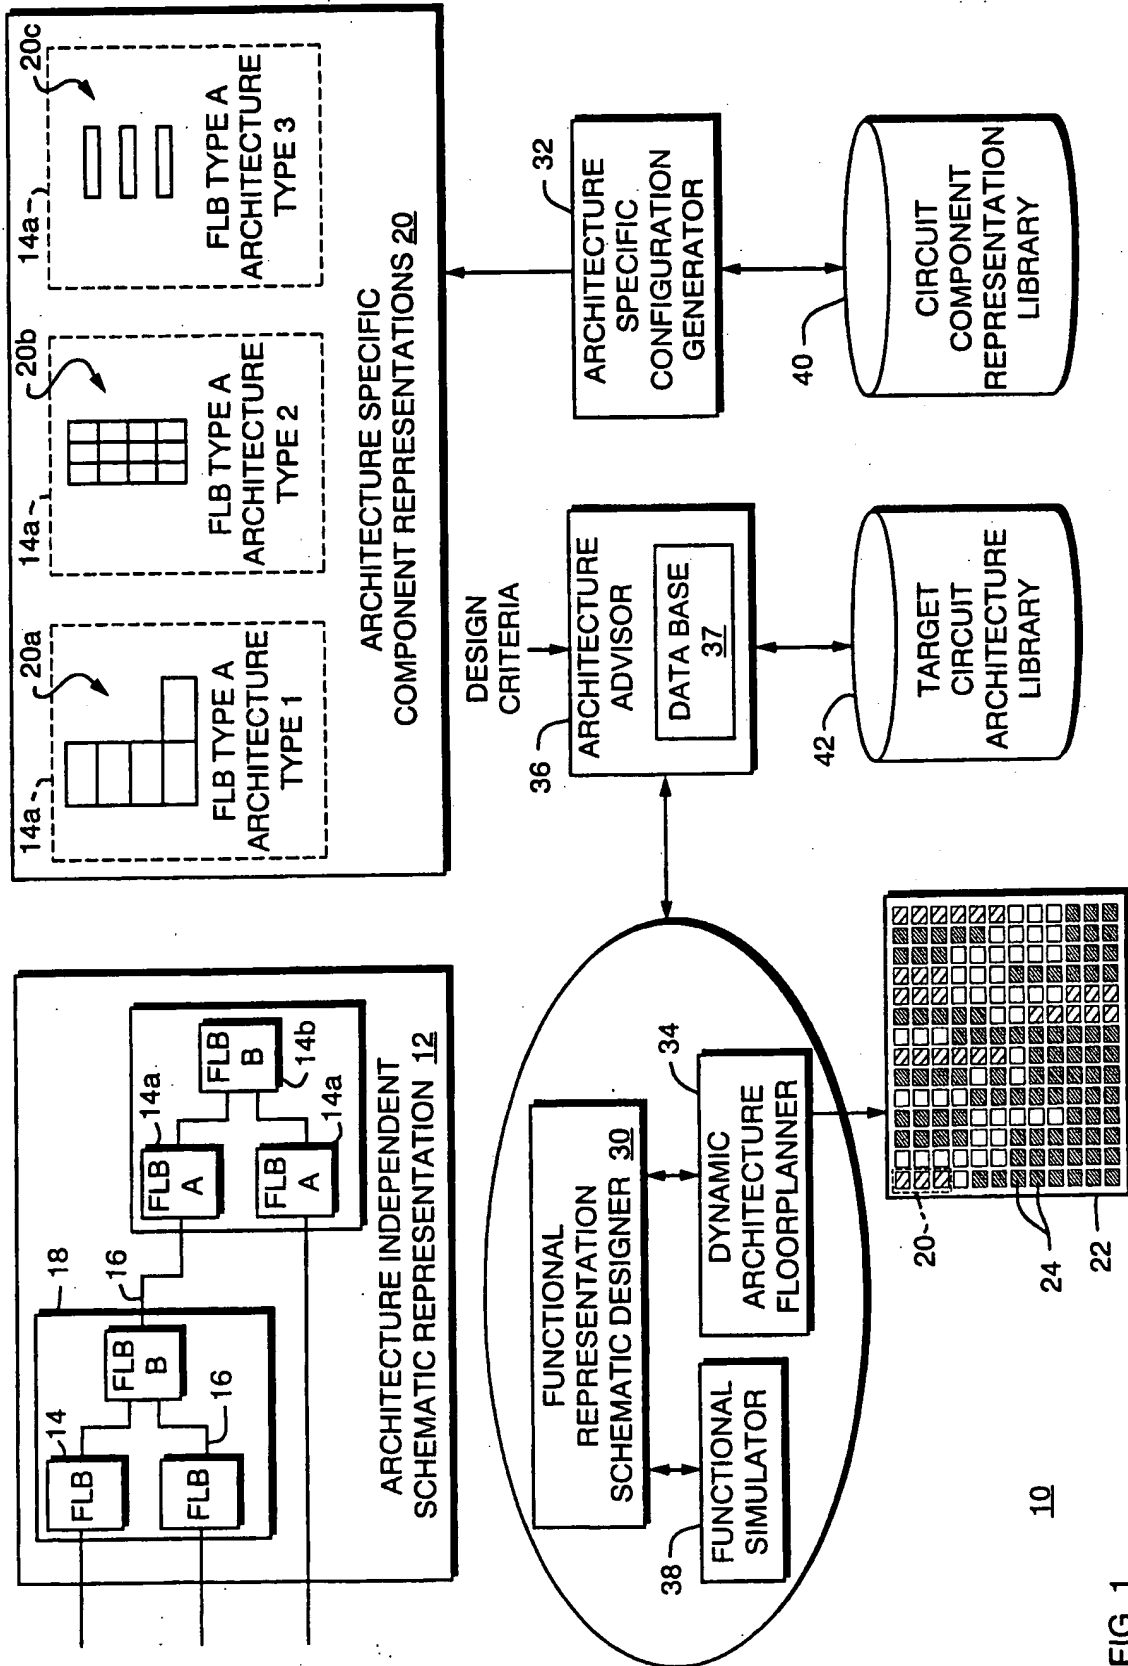 14
FLB
FLB
FLB
B
16
16
18
FLB
A
14a
FLB
A
14a
FLB
B
14b
ARCHITECTURE INDEPENDENT
SCHEMATIC REPRESENTATION 12
14a
20a
FLB TYPE A
ARCHITECTURE
TYPE 1
14a
20b
FLB TYPE A
ARCHITECTURE
TYPE 2
14a
20c
FLB TYPE A
ARCHITECTURE
TYPE 3
ARCHITECTURE SPECIFIC
COMPONENT REPRESENTATIONS 20
FUNCTIONAL
REPRESENTATION
SCHEMATIC DESIGNER 30
38
FUNCTIONAL
SIMULATOR
34
DYNAMIC
ARCHITECTURE
FLOORPLANNER
DESIGN
CRITERIA
36
ARCHITECTURE
ADVISOR
DATA BASE
37
32
ARCHITECTURE
SPECIFIC
CONFIGURATION
GENERATOR
20
24
22
42
TARGET
CIRCUIT
ARCHITECTURE
LIBRARY
40
CIRCUIT
COMPONENT
REPRESENTATION
LIBRARY
10
FIG. 1